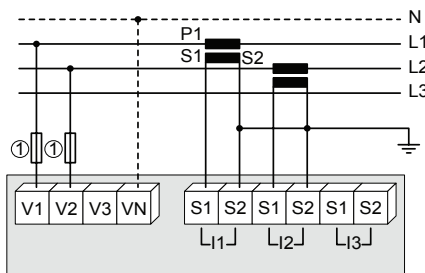 N
P1 L1
S1 S2 L2
L3
① ①
V1 V2 V3 VN S1 S2 S1 S2 S1 S2
I1 I2 I3